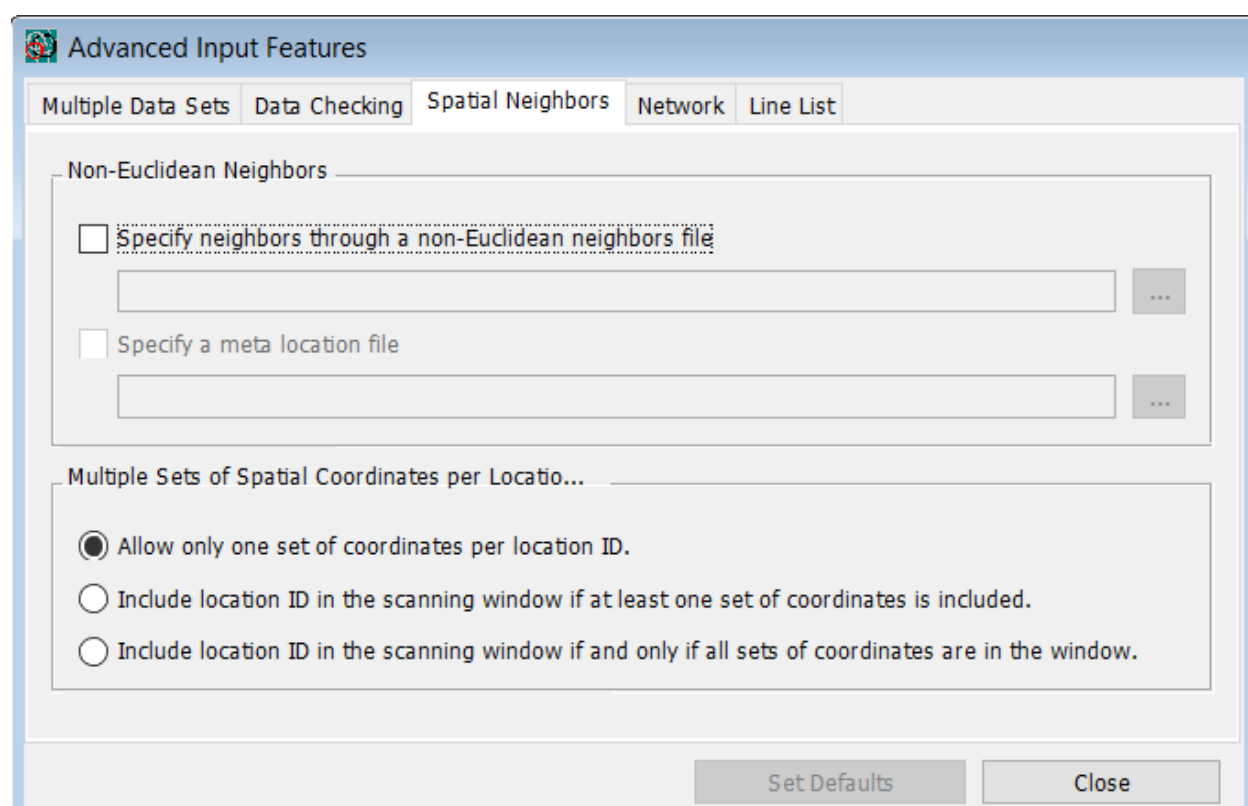 Advanced Input Features
Multiple Data Sets Data Checking Spatial Neighbors Network Line List
Non-Euclidean Neighbors
Specify neighbors through a non-Euclidean neighbors file
...
Specify a meta location file
...
Multiple Sets of Spatial Coordinates per Locatio...
Allow only one set of coordinates per location ID.
Include location ID in the scanning window if at least one set of coordinates is included.
Include location ID in the scanning window if and only if all sets of coordinates are in the window.
Set Defaults Close